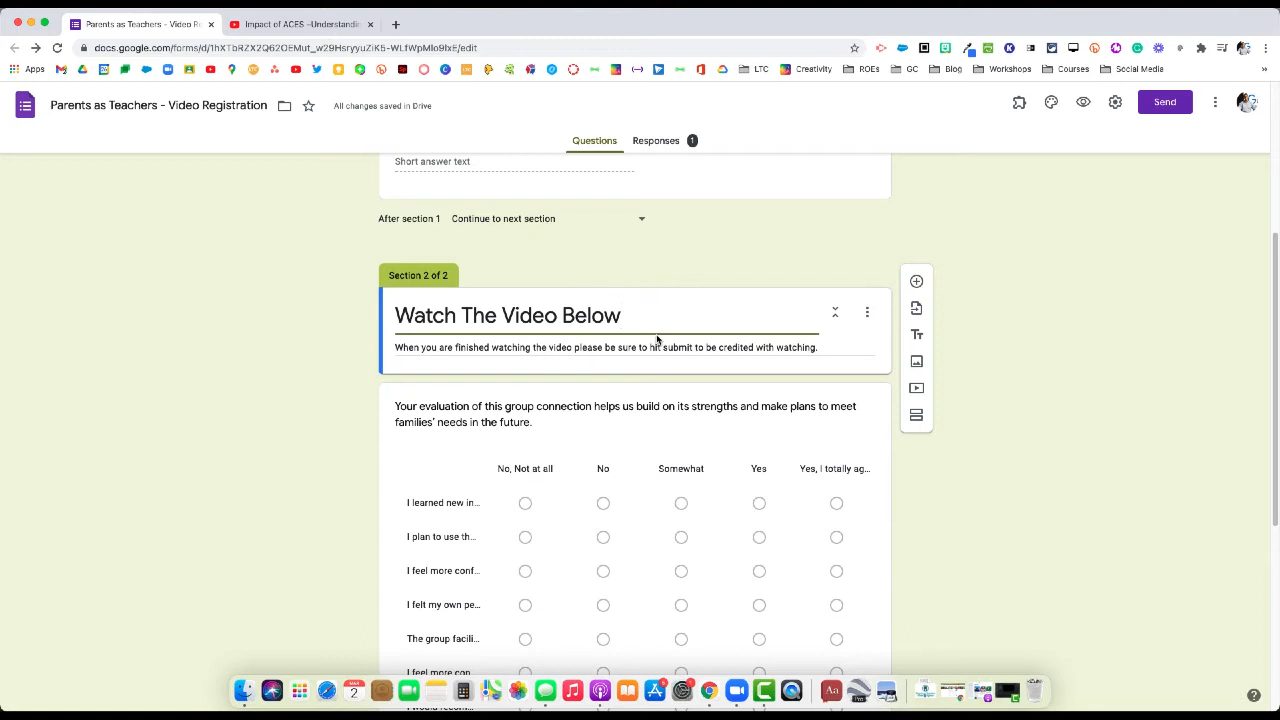 Parents as Teachers - Video Re
Impact of ACES –Understandin
docs.google.com/forms/d/1hXTbRZX2Q62OEMut_w29HsryyuZiK5-WLfWpMlo9IxE/edit
Apps
LTC
Creativity
ROEs
GC
Blog
Workshops
Courses
Social Media
»
Parents as Teachers - Video Registration
All changes saved in Drive
Send
Questions
Responses 1
Short answer text
After section 1 Continue to next section
Section 2 of 2
Watch The Video Below
When you are finished watching the video please be sure to hit submit to be credited with watching.
Your evaluation of this group connection helps us build on its strengths and make plans to meet
families' needs in the future.
No, Not at all No Somewhat Yes Yes, I totally ag...
I learned new in...
I plan to use th...
I feel more conf...
I felt my own pe...
The group facili...
I feel more con...